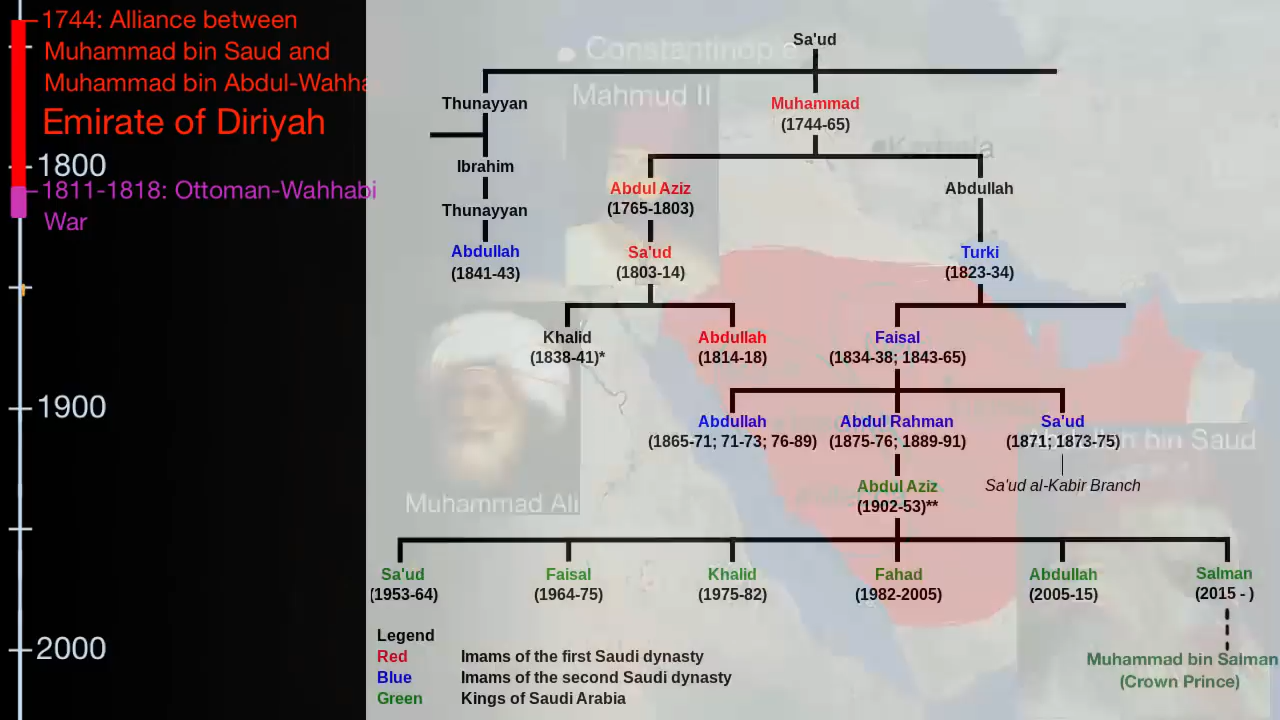 1744: Alliance between
Muhammad bin Saud and
Muhammad bin Abdul-Wahha
Emirate of Diriyah
1800
1811-1818: Ottoman-Wahhabi
War
1900
2000
Constantinop e
Mahmud II
Karbala
Muhammad Ali
Abdullah bin Saud
Sa'ud
Thunayyan
Muhammad
(1744-65)
Ibrahim
Abdul Aziz
(1765-1803)
Abdullah
Thunayyan
Abdullah
(1841-43)
Sa'ud
(1803-14)
Turki
(1823-34)
Khalid
(1838-41)*
Abdullah
(1814-18)
Faisal
(1834-38; 1843-65)
Abdullah
(1865-71; 71-73; 76-89)
Abdul Rahman
(1875-76; 1889-91)
Sa'ud
(1871; 1873-75)
Abdul Aziz
(1902-53)**
Sa'ud al-Kabir Branch
Sa'ud
(1953-64)
Faisal
(1964-75)
Khalid
(1975-82)
Fahad
(1982-2005)
Abdullah
(2005-15)
Salman
(2015 - )
Muhammad bin Salman
(Crown Prince)
Legend
Red Imams of the first Saudi dynasty
Blue Imams of the second Saudi dynasty
Green Kings of Saudi Arabia